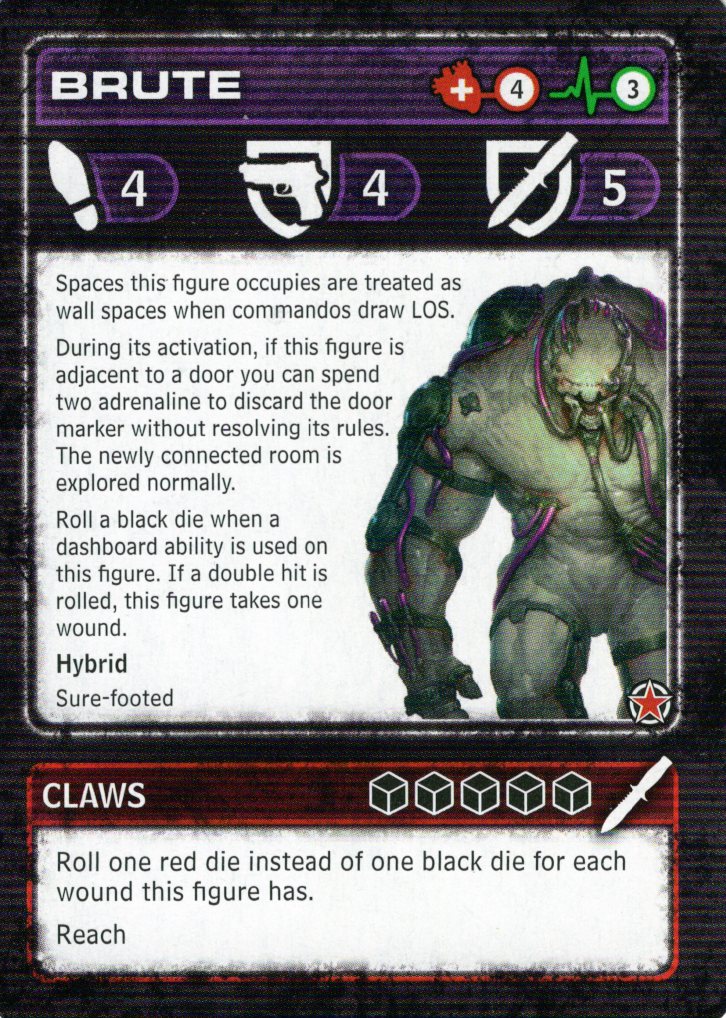 BRUTE 4 3
4 4 5
Spaces this figure occupies are treated as
wall spaces when commandos draw LOS.
During its activation, if this figure is
adjacent to a door you can spend
two adrenaline to discard the door
marker without resolving its rules.
The newly connected room is
explored normally.
Roll a black die when a
dashboard ability is used on
this figure. If a double hit is
rolled, this figure takes one
wound.
Hybrid
Sure-footed
CLAWS
Roll one red die instead of one black die for each
wound this figure has.
Reach